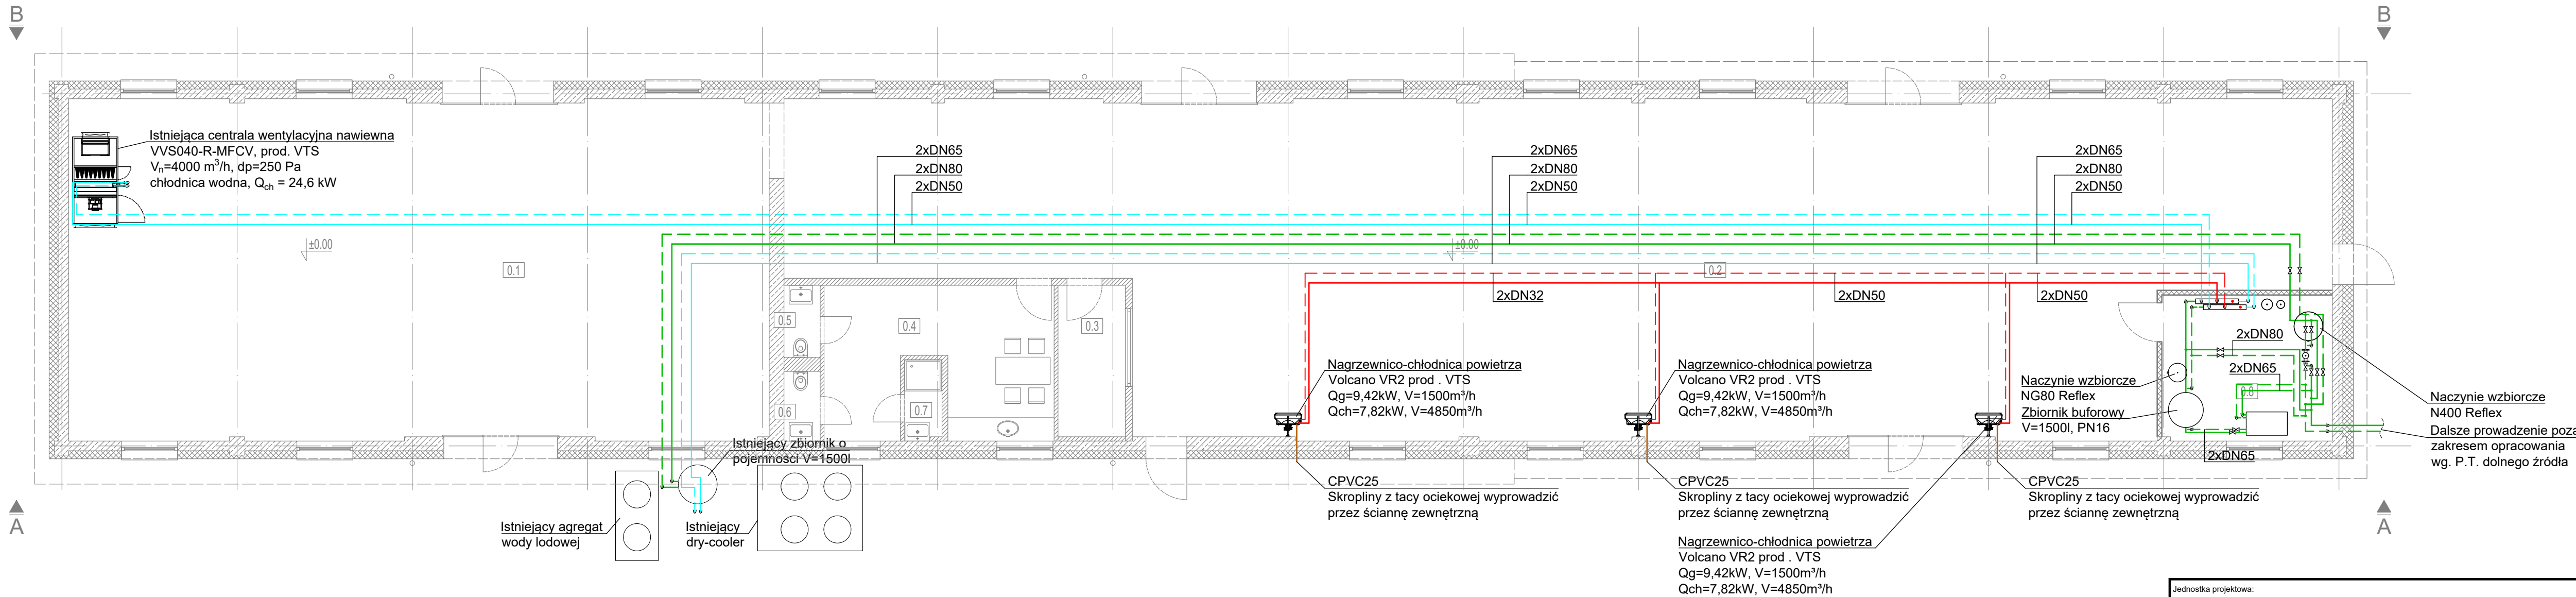 B
B
Istniejąca centrala wentylacyjna nawiewna
VVS040-R-MFCV, prod. VTS
Vn=4000 m³/h, dp=250 Pa
chłodnica wodna, Qch = 24,6 kW
2xDN65
2xDN80
2xDN50
2xDN65
2xDN80
2xDN50
2xDN65
2xDN80
2xDN50
±0.00
±0.00
0.1
0.2
2xDN32
2xDN50
2xDN50
0.5
0.4
0.3
0.6
0.7
2xDN80
2xDN65
0.8
2xDN65
Nagrzewnico-chłodnica powietrza
Volcano VR2 prod . VTS
Qg=9,42kW, V=1500m³/h
Qch=7,82kW, V=4850m³/h
Nagrzewnico-chłodnica powietrza
Volcano VR2 prod . VTS
Qg=9,42kW, V=1500m³/h
Qch=7,82kW, V=4850m³/h
Naczynie wzbiorcze
NG80 Reflex
Zbiornik buforowy
V=1500l, PN16
Naczynie wzbiorcze
N400 Reflex
Dalsze prowadzenie poza
zakresem opracowania
wg. P.T. dolnego źródła
Istniejący zbiornik o
pojemności V=1500l
CPVC25
Skropliny z tacy ociekowej wyprowadzić
przez ściannę zewnętrzną
CPVC25
Skropliny z tacy ociekowej wyprowadzić
przez ściannę zewnętrzną
CPVC25
Skropliny z tacy ociekowej wyprowadzić
przez ściannę zewnętrzną
A
A
Istniejący agregat
wody lodowej
Istniejący
dry-cooler
Nagrzewnico-chłodnica powietrza
Volcano VR2 prod . VTS
Qg=9,42kW, V=1500m³/h
Qch=7,82kW, V=4850m³/h
Jednostka projektowa: